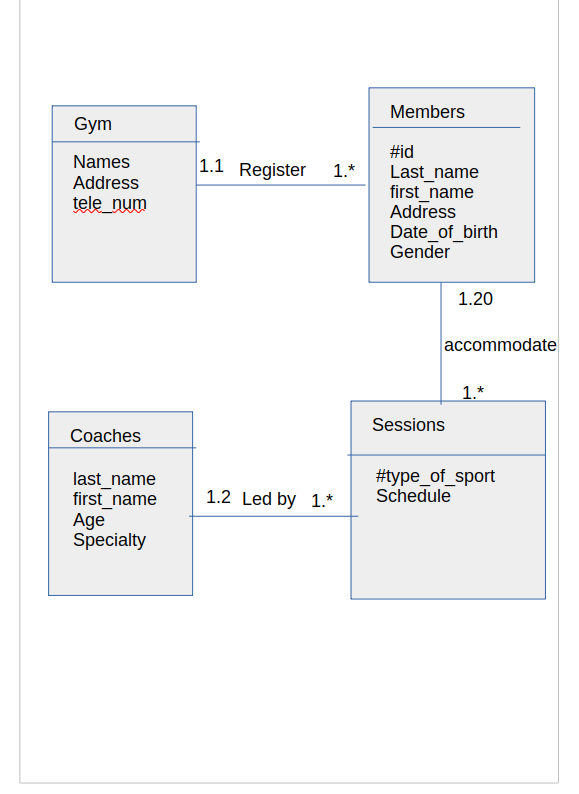 Gym
Names
Address
tele_num
1.1 Register 1.*
Members
#id
Last_name
first_name
Address
Date_of_birth
Gender
1.20
accommodate
1.*
Coaches
last_name
first_name
Age
Specialty
1.2 Led by 1.*
Sessions
#type_of_sport
Schedule